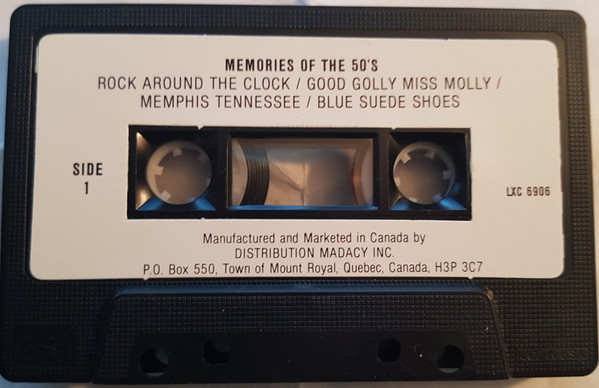 MEMORIES OF THE 50'S
ROCK AROUND THE CLOCK / GOOD GOLLY MISS MOLLY /
MEMPHIS TENNESSEE / BLUE SUEDE SHOES
SIDE
1
LXC 6906
Manufactured and Marketed in Canada by
DISTRIBUTION MADACY INC.
P.O. Box 550, Town of Mount Royal, Quebec, Canada, H3P 3C7